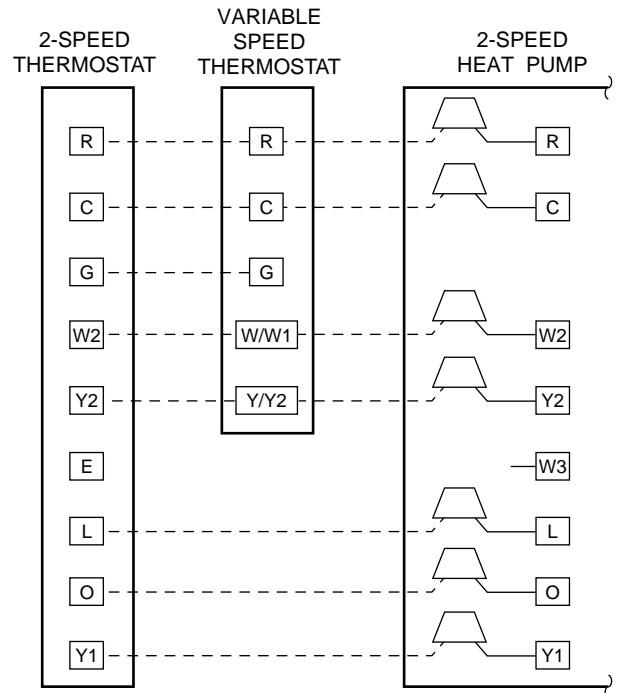 2-SPEED
THERMOSTAT
VARIABLE
SPEED
THERMOSTAT
2-SPEED
HEAT PUMP
R R R
C C C
G G
W2 W/W1 W2
Y2 Y/Y2 Y2
E W3
L L
O O
Y1 Y1